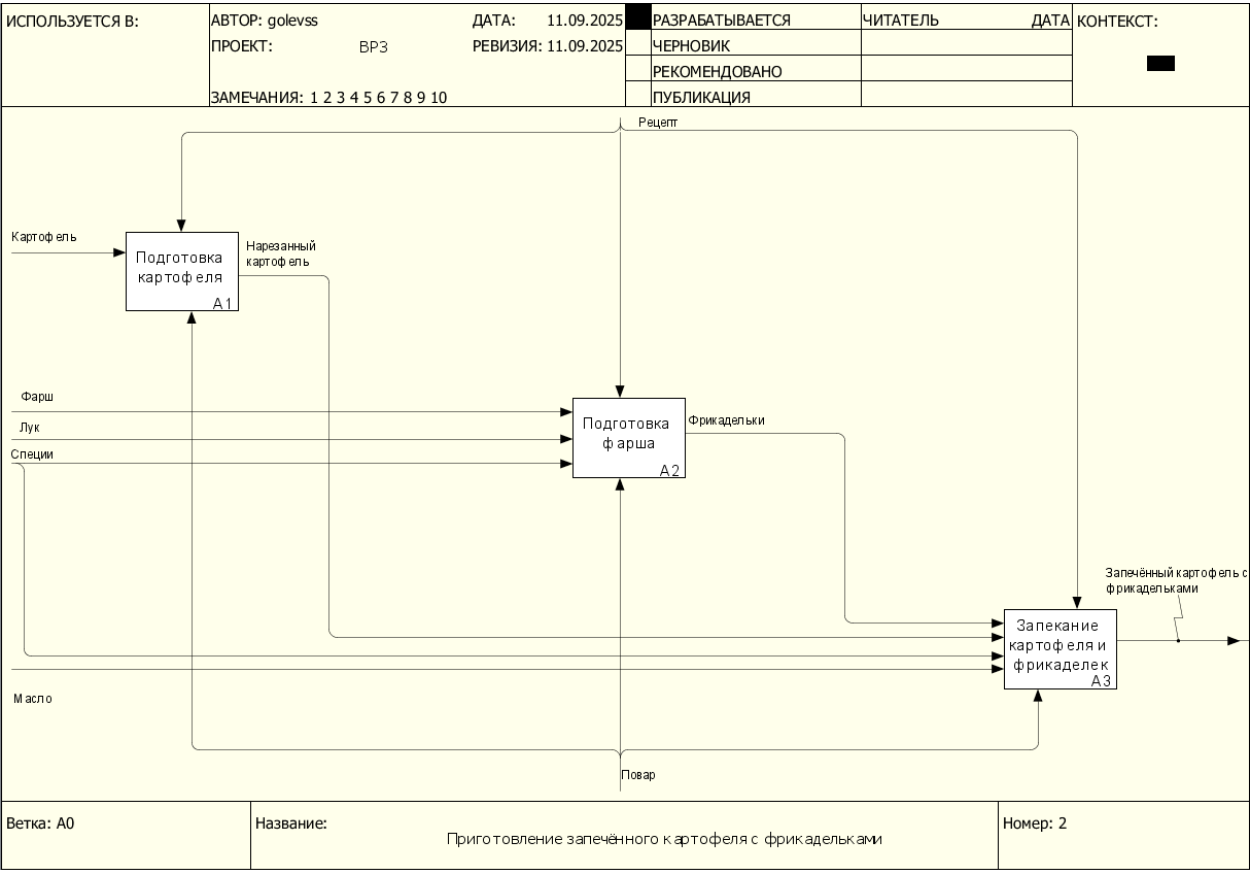 ИСПОЛЬЗУЕТСЯ В:
АВТОР: golevss
ДАТА: 11.09.2025
РАЗРАБАТЫВАЕТСЯ
ЧИТАТЕЛЬ
ДАТА
КОНТЕКСТ:
ПРОЕКТ: ВРЗ
РЕВИЗИЯ: 11.09.2025
ЧЕРНОВИК
РЕКОМЕНДОВАНО
ЗАМЕЧАНИЯ: 1 2 3 4 5 6 7 8 9 10
ПУБЛИКАЦИЯ
Рецепт
Картофель
Подготовка
картофеля
A1
Нарезанный
картофель
Фарш
Лук
Специи
Подготовка
фарша
A2
Фрикадельки
Запечённый картофель с
фрикадельками
Запекание
картофеля и
фрикаделек
A3
Масло
Повар
Ветка: A0
Название:
Приготовление запечённого картофеля с фрикадельками
Номер: 2